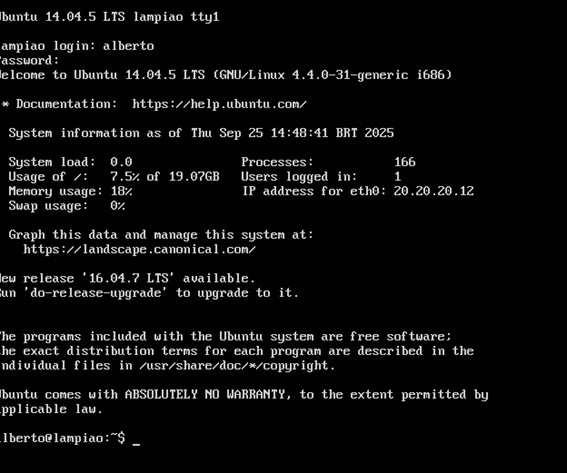 Ubuntu 14.04.5 LTS lampiao tty1
lampiao login: alberto
Password:
Welcome to Ubuntu 14.04.5 LTS (GNU/Linux 4.4.0-31-generic i686)
* Documentation:  https://help.ubuntu.com/
System information as of Thu Sep 25 14:48:41 BRT 2025
System load:  0.0                Processes:           166
Usage of /:   7.5% of 19.07GB   Users logged in:     1
Memory usage: 18%                IP address for eth0: 20.20.20.12
Swap usage:   0%
Graph this data and manage this system at:
https://landscape.canonical.com/
New release '16.04.7 LTS' available.
Run 'do-release-upgrade' to upgrade to it.
The programs included with the Ubuntu system are free software;
the exact distribution terms for each program are described in the
individual files in /usr/share/doc/*/copyright.
Ubuntu comes with ABSOLUTELY NO WARRANTY, to the extent permitted by
applicable law.
alberto@lampiao:~$ _